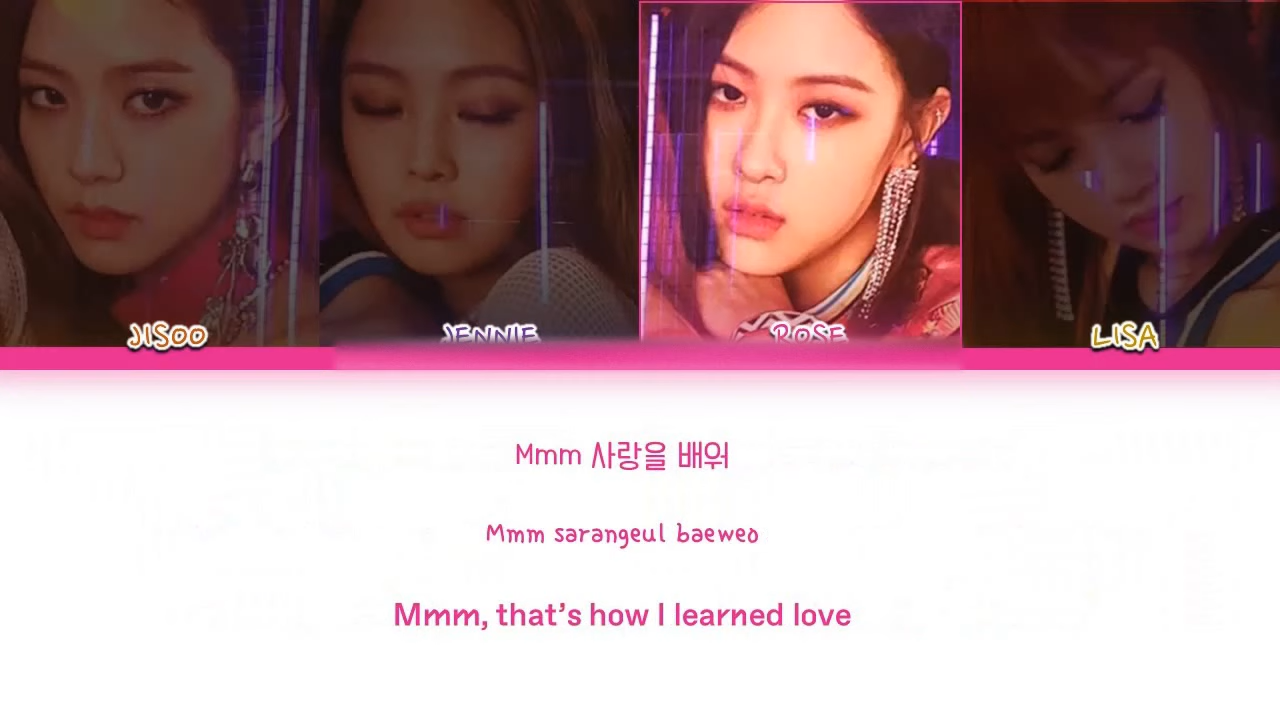 JISOO JENNIE ROSE LISA
Mmm 사랑을 배워
Mmm sarangeul baeweo
Mmm, that's how I learned love